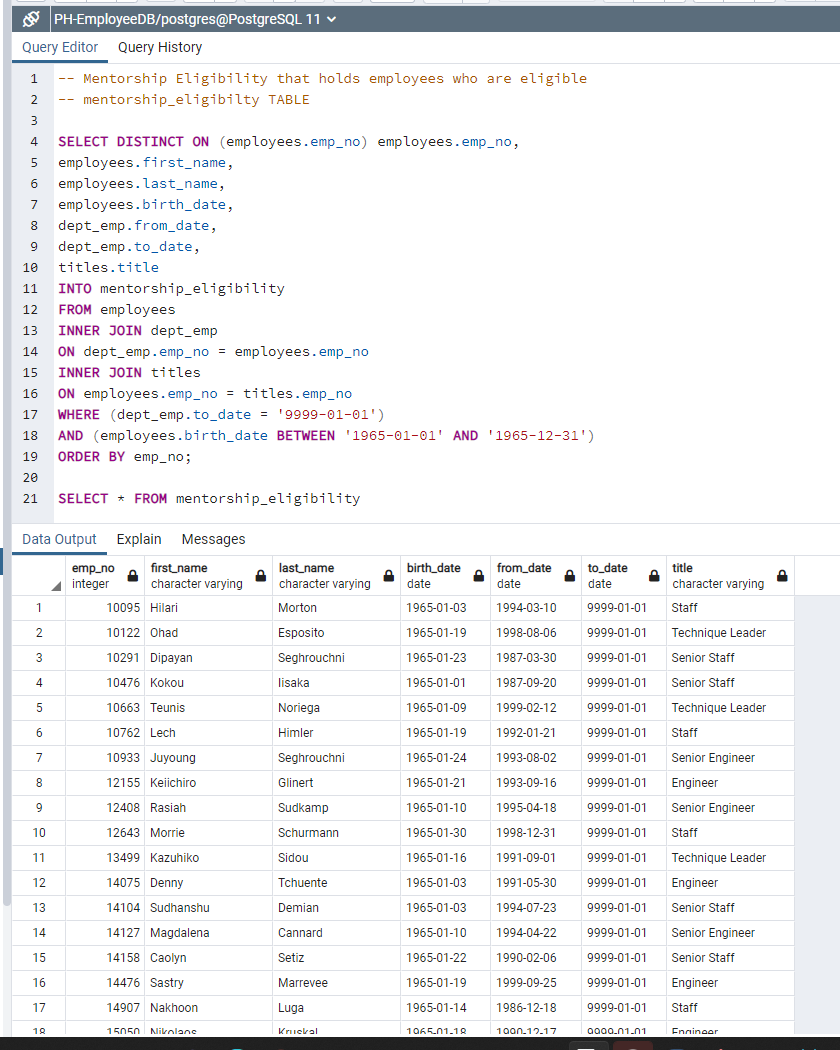 PH-EmployeeDB/postgres@PostgreSQL 11
Query Editor Query History
1 -- Mentorship Eligibility that holds employees who are eligible
2 -- mentorship_eligibilty TABLE
3
4 SELECT DISTINCT ON (employees.emp_no) employees.emp_no,
5 employees.first_name,
6 employees.last_name,
7 employees.birth_date,
8 dept_emp.from_date,
9 dept_emp.to_date,
10 titles.title
11 INTO mentorship_eligibility
12 FROM employees
13 INNER JOIN dept_emp
14 ON dept_emp.emp_no = employees.emp_no
15 INNER JOIN titles
16 ON employees.emp_no = titles.emp_no
17 WHERE (dept_emp.to_date = '9999-01-01')
18 AND (employees.birth_date BETWEEN '1965-01-01' AND '1965-12-31')
19 ORDER BY emp_no;
20
21 SELECT * FROM mentorship_eligibility
Data Output Explain Messages
emp_no first_name last_name birth_date from_date to_date title
integer character varying character varying date date date character varying
1 10095 Hilari Morton 1965-01-03 1994-03-10 9999-01-01 Staff
2 10122 Ohad Esposito 1965-01-19 1998-08-06 9999-01-01 Technique Leader
3 10291 Dipayan Seghrouchni 1965-01-23 1987-03-30 9999-01-01 Senior Staff
4 10476 Kokou Iisaka 1965-01-01 1987-09-20 9999-01-01 Senior Staff
5 10663 Teunis Noriega 1965-01-09 1999-02-12 9999-01-01 Technique Leader
6 10762 Lech Himler 1965-01-19 1992-01-21 9999-01-01 Staff
7 10933 Juyoung Seghrouchni 1965-01-24 1993-08-02 9999-01-01 Senior Engineer
8 12155 Keiichiro Glinert 1965-01-21 1993-09-16 9999-01-01 Engineer
9 12408 Rasiah Sudkamp 1965-01-10 1995-04-18 9999-01-01 Senior Engineer
10 12643 Morrie Schurmann 1965-01-30 1998-12-31 9999-01-01 Staff
11 13499 Kazuhiko Sidou 1965-01-16 1991-09-01 9999-01-01 Technique Leader
12 14075 Denny Tchuente 1965-01-03 1991-05-30 9999-01-01 Engineer
13 14104 Sudhanshu Demian 1965-01-03 1994-07-23 9999-01-01 Senior Staff
14 14127 Magdalena Cannard 1965-01-10 1994-04-22 9999-01-01 Senior Engineer
15 14158 Caolyn Setiz 1965-01-22 1990-02-06 9999-01-01 Senior Staff
16 14476 Sastry Marrevee 1965-01-19 1999-09-25 9999-01-01 Engineer
17 14907 Nakhoon Luga 1965-01-14 1986-12-18 9999-01-01 Staff
18 15050 Nikolaos Kruskal 1965-01-18 1990-12-17 9999-01-01 Engineer